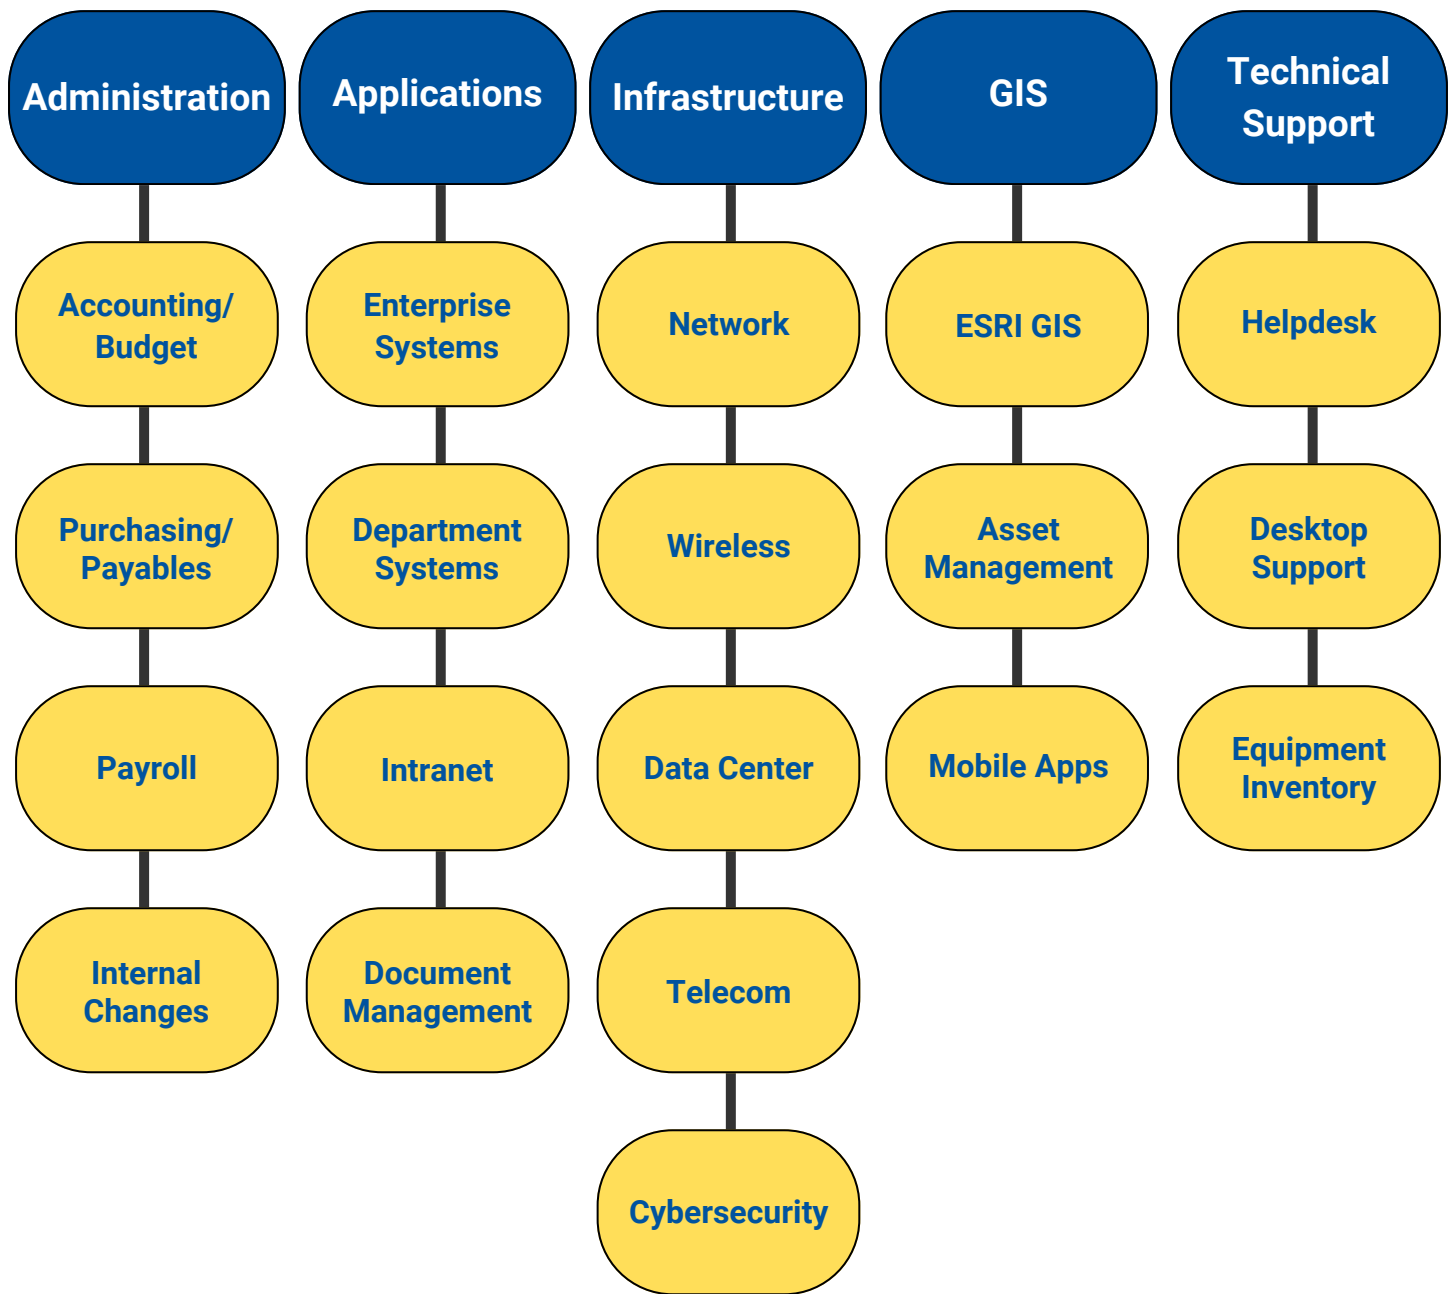 Administration
Applications
Infrastructure
GIS
Technical
Support
Accounting/
Budget
Enterprise
Systems
Network
ESRI GIS
Helpdesk
Purchasing/
Payables
Department
Systems
Wireless
Asset
Management
Desktop
Support
Payroll
Intranet
Data Center
Mobile Apps
Equipment
Inventory
Internal
Changes
Document
Management
Telecom
Cybersecurity